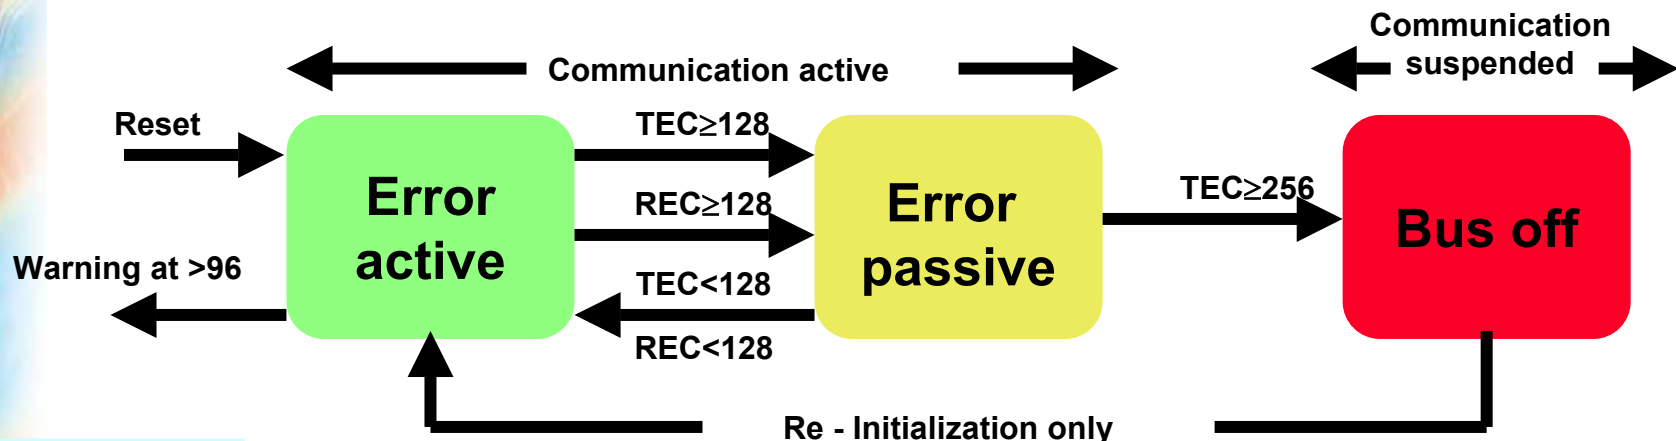 Communication
suspended
Communication active
Reset
TEC≥128
Error
active
REC≥128
Error
passive
TEC≥256
Bus off
Warning at >96
TEC<128
REC<128
Re - Initialization only